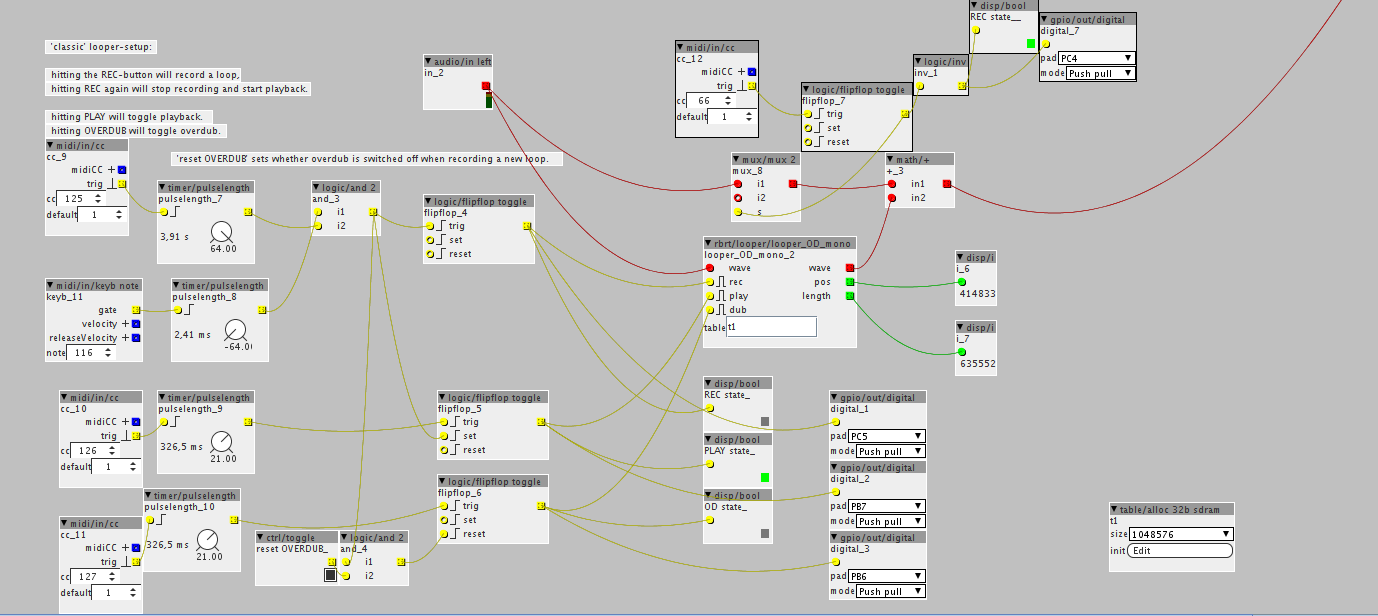 'classic' looper-setup:
hitting the REC-button will record a loop,
hitting REC again will stop recording and start playback.
hitting PLAY will toggle playback.
hitting OVERDUB will toggle overdub.
'reset OVERDUB' sets whether overdub is switched off when recording a new loop.
midi/in/cc
cc_9
midiCC +
trig
cc 125
default 1
timer/pulselength
pulselength_7
3,91 s
64.00
logic/and 2
and_3
i1
i2
logic/flipflop toggle
flipflop_4
trig
set
reset
audio/in left
in_2
midi/in/cc
cc_12
midiCC +
trig
cc 66
default 1
logic/flipflop toggle
flipflop_7
trig
set
reset
logic/inv
inv_1
disp/bool
REC state__
gpio/out/digital
digital_7
pad PC4
mode Push pull
mux/mux 2
mux_8
i1
i2
s
math/+
+_3
in1
in2
rbrt/looper/looper_OD_mono
looper_OD_mono_2
wave wave
rec pos
play length
dub
table t1
disp/i
i_6
414833
disp/i
i_7
635552
midi/in/keyb note
keyb_11
gate
velocity +
releaseVelocity +
note 116
timer/pulselength
pulselength_8
2,41 ms
-64.0
midi/in/cc
cc_10
midiCC +
trig
cc 126
default 1
timer/pulselength
pulselength_9
326,5 ms
21.00
logic/flipflop toggle
flipflop_5
trig
set
reset
disp/bool
REC state_
disp/bool
PLAY state_
disp/bool
OD state_
gpio/out/digital
digital_1
pad PC5
mode Push pull
gpio/out/digital
digital_2
pad PB7
mode Push pull
gpio/out/digital
digital_3
pad PB6
mode Push pull
midi/in/cc
cc_11
midiCC +
trig
cc 127
default 1
timer/pulselength
pulselength_10
326,5 ms
21.00
ctrl/toggle
reset OVERDUB_
logic/and 2
and_4
i1
i2
logic/flipflop toggle
flipflop_6
trig
set
reset
table/alloc 32b sdram
t1
size 1048576
init Edit